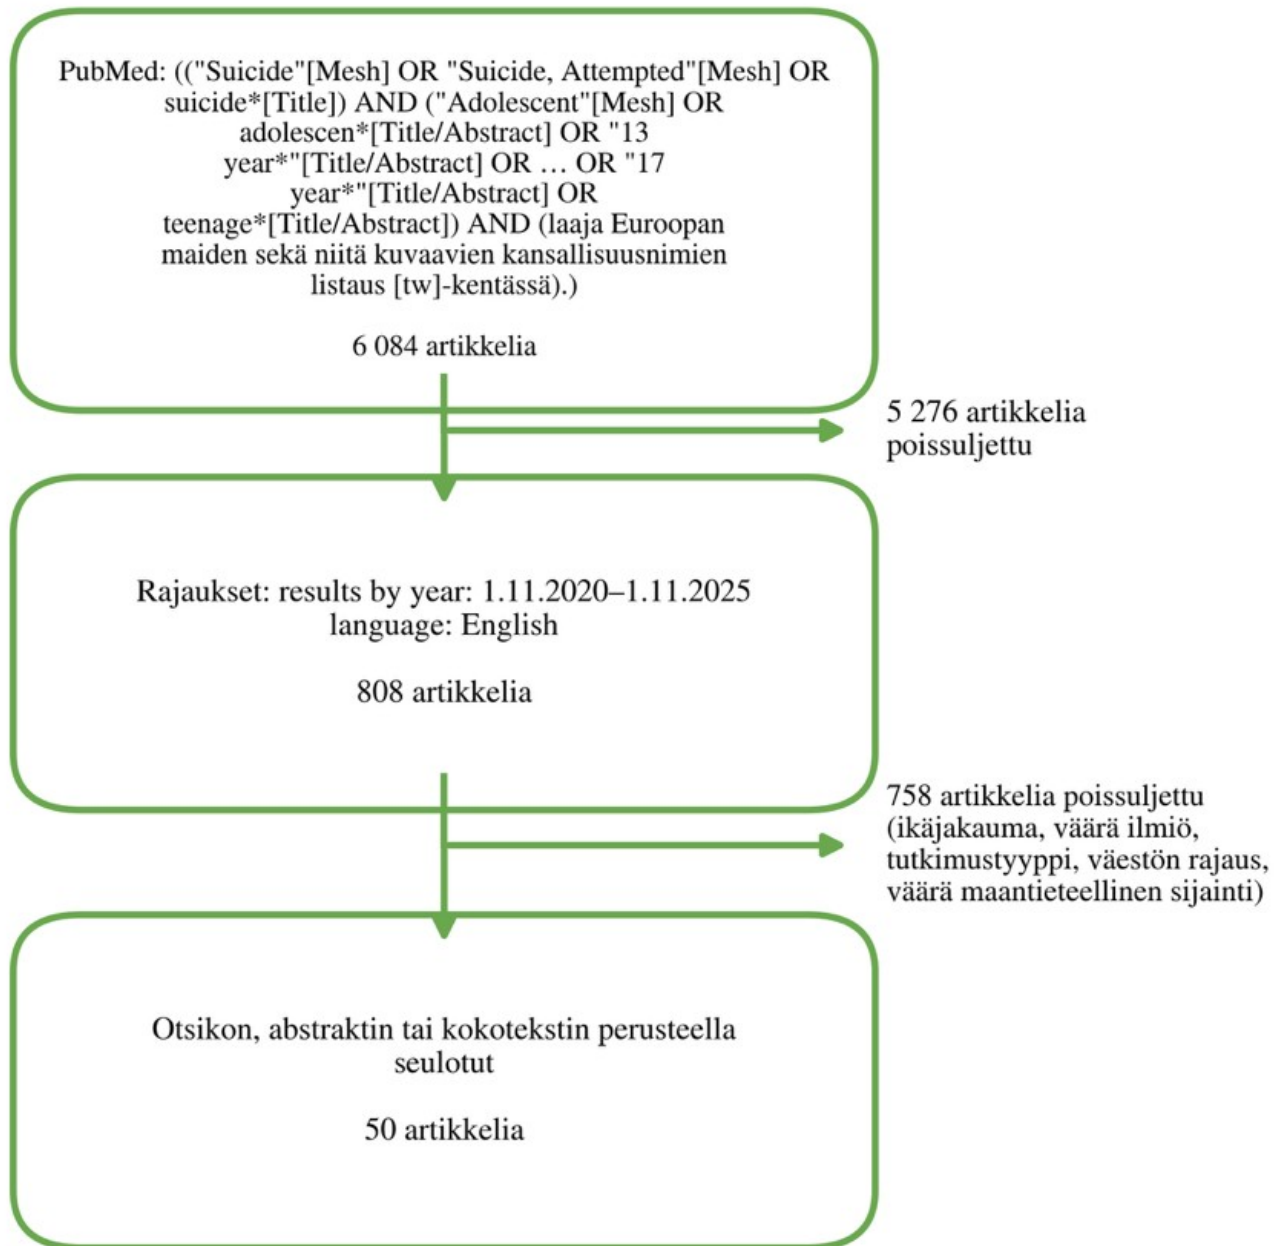 PubMed: (("Suicide"[Mesh] OR "Suicide, Attempted"[Mesh] OR
suicide*[Title]) AND ("Adolescent"[Mesh] OR
adolescen*[Title/Abstract] OR "13
year*"[Title/Abstract] OR … OR "17
year*"[Title/Abstract] OR
teenage*[Title/Abstract]) AND (laaja Euroopan
maiden sekä niitä kuvaavien kansallisuusnimien
listaus [tw]-kentässä).)
6 084 artikkelia
5 276 artikkelia
poissuljettu
Rajaukset: results by year: 1.11.2020–1.11.2025
language: English
808 artikkelia
758 artikkelia poissuljettu
(ikäjakauma, väärä ilmiö,
tutkimustyyppi, väestön rajaus,
väärä maantieteellinen sijainti)
Otsikon, abstraktin tai kokotekstin perusteella
seulotut
50 artikkelia